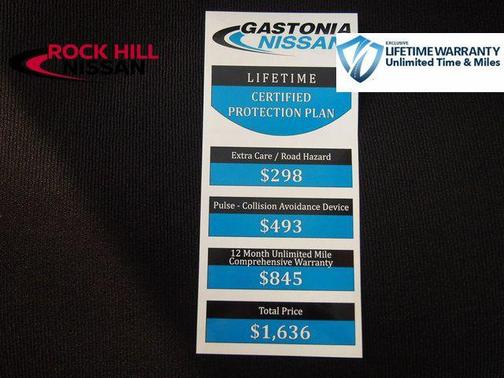 ROCK HILL
NISSAN
GASTONIA
NISSAN
EXCLUSIVE
LIFETIME WARRANTY
Unlimited Time & Miles
LIFETIME
CERTIFIED
PROTECTION PLAN
Extra Care / Road Hazard
$298
Pulse - Collision Avoidance Device
$493
12 Month Unlimited Mile
Comprehensive Warranty
$845
Total Price
$1,636